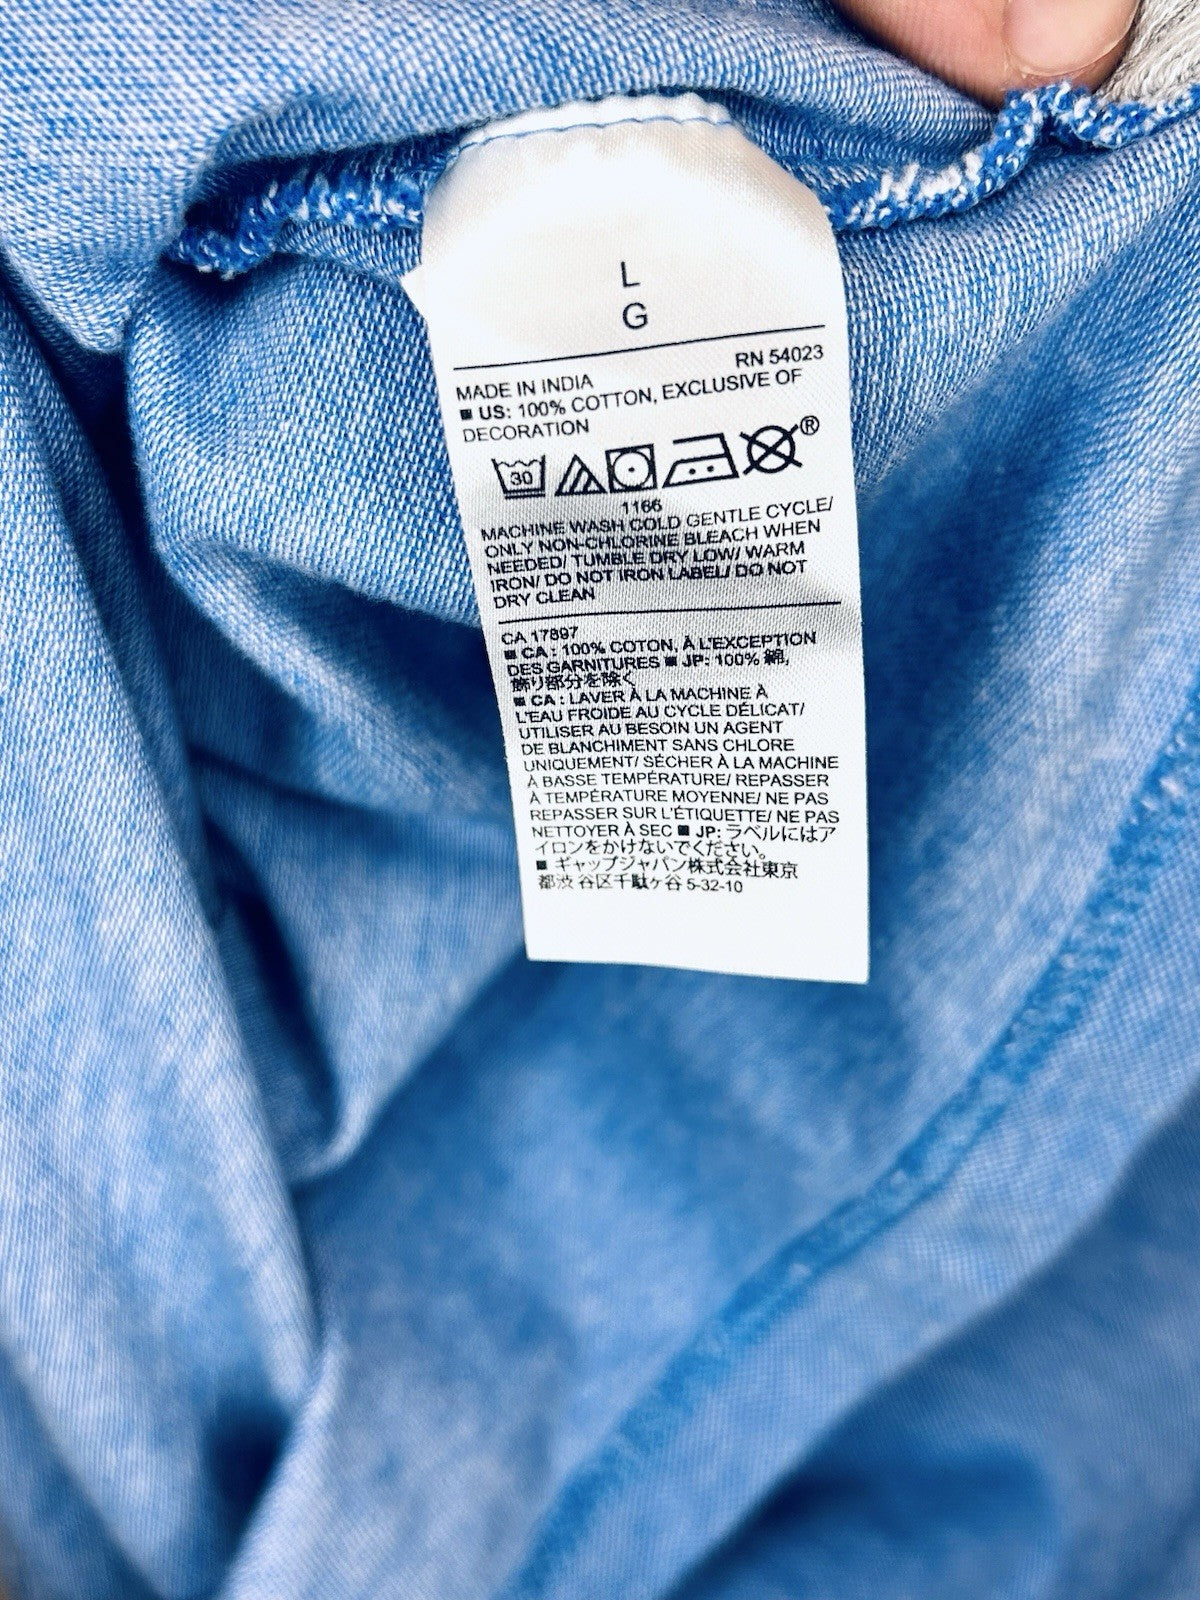 L
G
RN 54023
MADE IN INDIA
■ US: 100% COTTON, EXCLUSIVE OF
DECORATION
30
®
1166
MACHINE WASH COLD GENTLE CYCLE/
ONLY NON-CHLORINE BLEACH WHEN
NEEDED/ TUMBLE DRY LOW/ WARM
IRON/ DO NOT IRON LABEL/ DO NOT
DRY CLEAN
CA 17897
■ CA : 100% COTON, À L'EXCEPTION
DES GARNITURES ■ JP: 100% 綿,
飾り部分を除く
■ CA : LAVER À LA MACHINE À
L'EAU FROIDE AU CYCLE DÉLICAT/
UTILISER AU BESOIN UN AGENT
DE BLANCHIMENT SANS CHLORE
UNIQUEMENT/ SÉCHER À LA MACHINE
À BASSE TEMPÉRATURE/ REPASSER
À TEMPÉRATURE MOYENNE/ NE PAS
REPASSER SUR L'ÉTIQUETTE/ NE PAS
NETTOYER À SEC ■ JP: ラベルにはア
イロンをかけないでください。
■ ギャップジャパン株式会社東京
都渋 谷区千駄ヶ谷 5-32-10